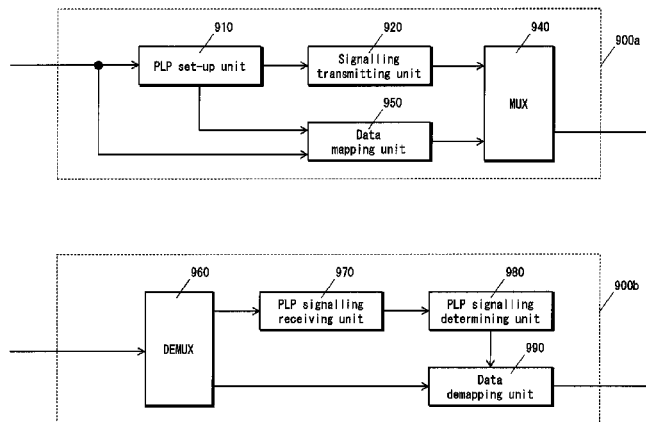 910
920
940
900a
PLP set-up unit
Signalling
transmitting unit
MUX
950
Data
mapping unit
960
970
980
900b
PLP signalling
receiving unit
PLP signalling
determining unit
DEMUX
990
Data
demapping unit